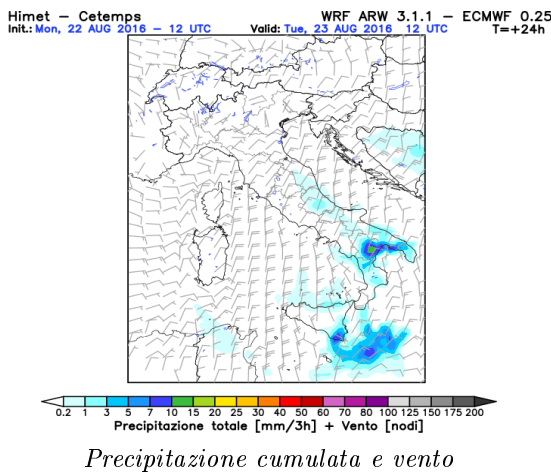 Himet – Cetemps WRF ARW 3.1.1 – ECMWF 0.25
Init.: Mon, 22 AUG 2016 – 12 UTC Valid: Tue, 23 AUG 2016 12 UTC T=+24h
0.2 1 3 5 7 10 15 20 25 30 40 50 60 70 80 100 125 150 175 200
Precipitazione totale [mm/3h] + Vento [nodi]
Precipitazione cumulata e vento